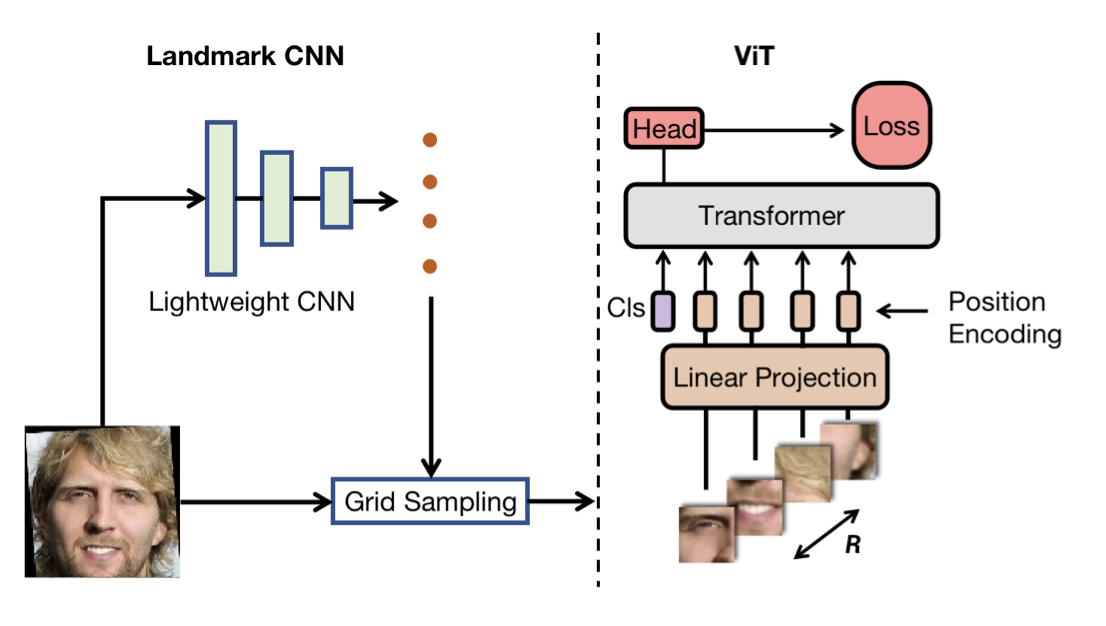 Landmark CNN
Lightweight CNN
Grid Sampling
ViT
Head
Loss
Transformer
Cls
Position
Encoding
Linear Projection
R